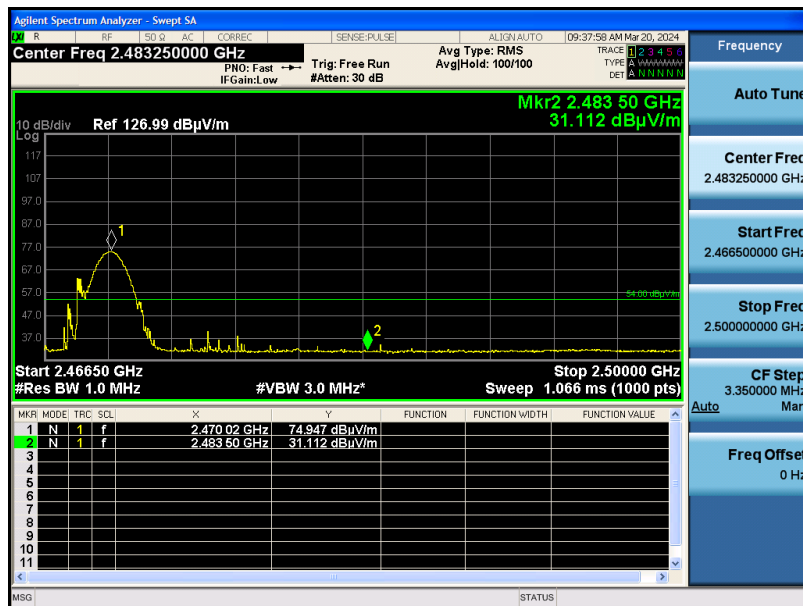 Agilent Spectrum Analyzer - Swept SA
LXI R RF 50 Ω AC CORREC SENSE:PULSE ALIGN AUTO 09:37:58 AM Mar 20, 2024
Center Freq 2.483250000 GHz
PNO: Fast
IFGain:Low
Trig: Free Run
#Atten: 30 dB
Avg Type: RMS
Avg|Hold: 100/100
TRACE 1 2 3 4 5 6
TYPE A WWWWW
DET A N N N N N
Mkr2 2.483 50 GHz
31.112 dBµV/m
10 dB/div Ref 126.99 dBµV/m
Log
117
107
97.0
87.0
77.0
67.0
57.0
47.0
37.0
1
2
54.00 dBµV/m
Start 2.46650 GHz Stop 2.50000 GHz
#Res BW 1.0 MHz #VBW 3.0 MHz* Sweep 1.066 ms (1000 pts)
MKR MODE TRC SCL X Y FUNCTION FUNCTION WIDTH FUNCTION VALUE
1 N 1 f 2.470 02 GHz 74.947 dBµV/m
2 N 1 f 2.483 50 GHz 31.112 dBµV/m
3
4
5
6
7
8
9
10
11
MSG STATUS
Frequency
Auto Tune
Center Freq
2.483250000 GHz
Start Freq
2.466500000 GHz
Stop Freq
2.500000000 GHz
CF Step
3.350000 MHz
Auto Man
Freq Offset
0 Hz